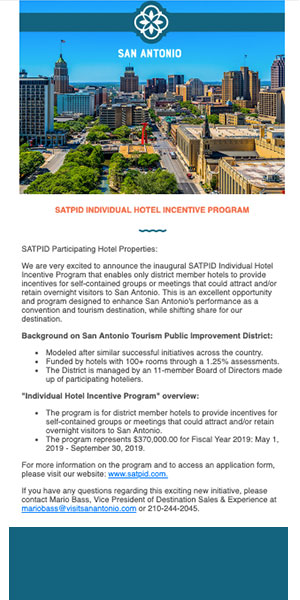 SAN ANTONIO
SATPID INDIVIDUAL HOTEL INCENTIVE PROGRAM
SATPID Participating Hotel Properties:
We are very excited to announce the inaugural SATPID Individual Hotel
Incentive Program that enables only district member hotels to provide
incentives for self-contained groups or meetings that could attract and/or
retain overnight visitors to San Antonio. This is an excellent opportunity
and program designed to enhance San Antonio's performance as a
convention and tourism destination, while shifting share for our
destination.
Background on San Antonio Tourism Public Improvement District:
• Modeled after similar successful initiatives across the country.
• Funded by hotels with 100+ rooms through a 1.25% assessments.
• The District is managed by an 11-member Board of Directors made
up of participating hoteliers.
"Individual Hotel Incentive Program" overview:
• The program is for district member hotels to provide incentives for
self-contained groups or meetings that could attract and/or retain
overnight visitors to San Antonio.
• The program represents $370,000.00 for Fiscal Year 2019: May 1,
2019 - September 30, 2019.
For more information on the program and to access an application form,
please visit our website: www.satpid.com.
If you have any questions regarding this exciting new initiative, please
contact Mario Bass, Vice President of Destination Sales & Experience at
mariobass@visitsanantonio.com or 210-244-2045.